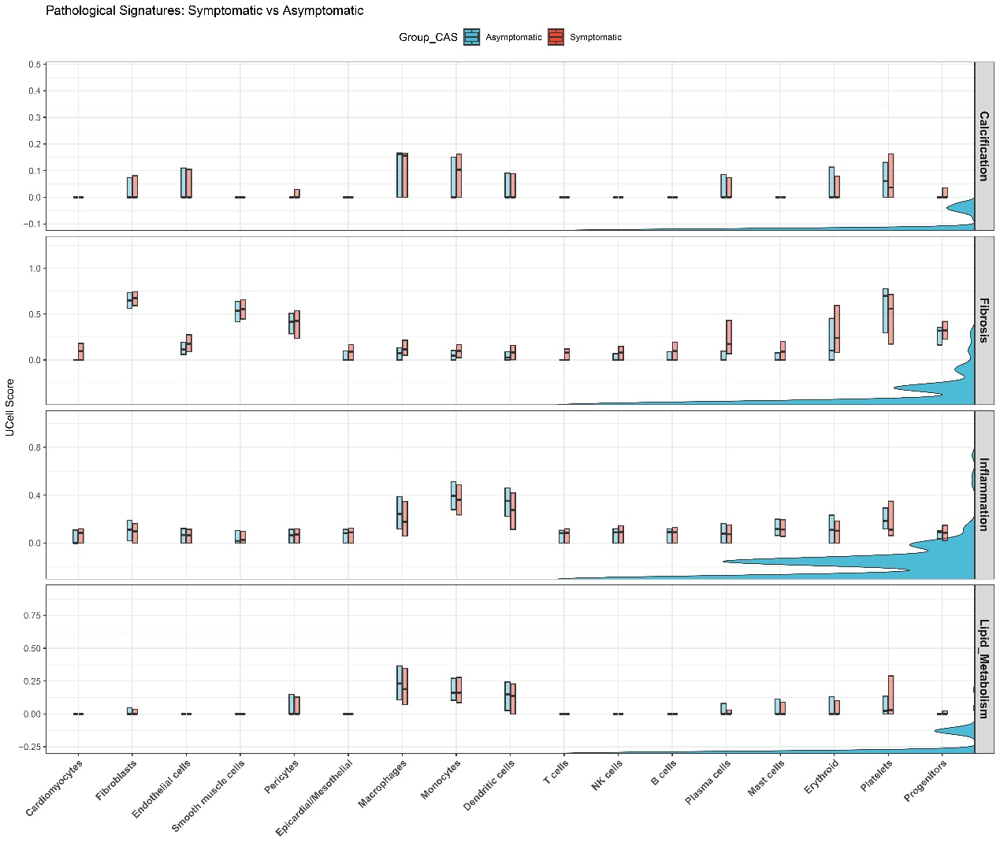 Pathological Signatures: Symptomatic vs Asymptomatic
Group_CAS
Asymptomatic
Symptomatic
UCell Score
0.5
0.4
0.3
0.2
0.1
0.0
−0.1
Calcification
1.0
0.5
0.0
Fibrosis
0.8
0.4
0.0
Inflammation
0.75
0.50
0.25
0.00
−0.25
Lipid_Metabolism
Cardiomyocytes
Fibroblasts
Endothelial cells
Smooth muscle cells
Pericytes
Epicardial/Mesothelial
Macrophages
Monocytes
Dendritic cells
T cells
NK cells
B cells
Plasma cells
Mast cells
Erythroid
Platelets
Progenitors